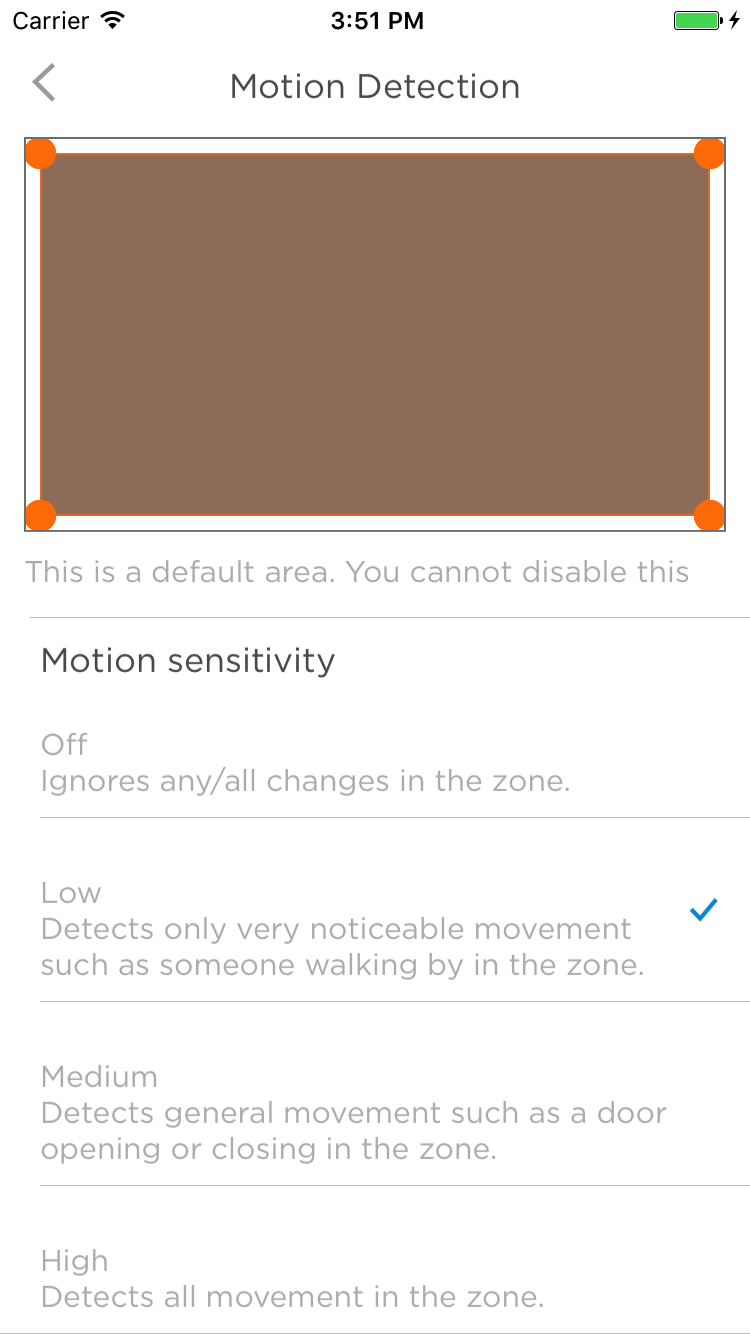 Carrier 3:51 PM
Motion Detection
This is a default area. You cannot disable this
Motion sensitivity
Off
Ignores any/all changes in the zone.
Low
Detects only very noticeable movement
such as someone walking by in the zone.
Medium
Detects general movement such as a door
opening or closing in the zone.
High
Detects all movement in the zone.